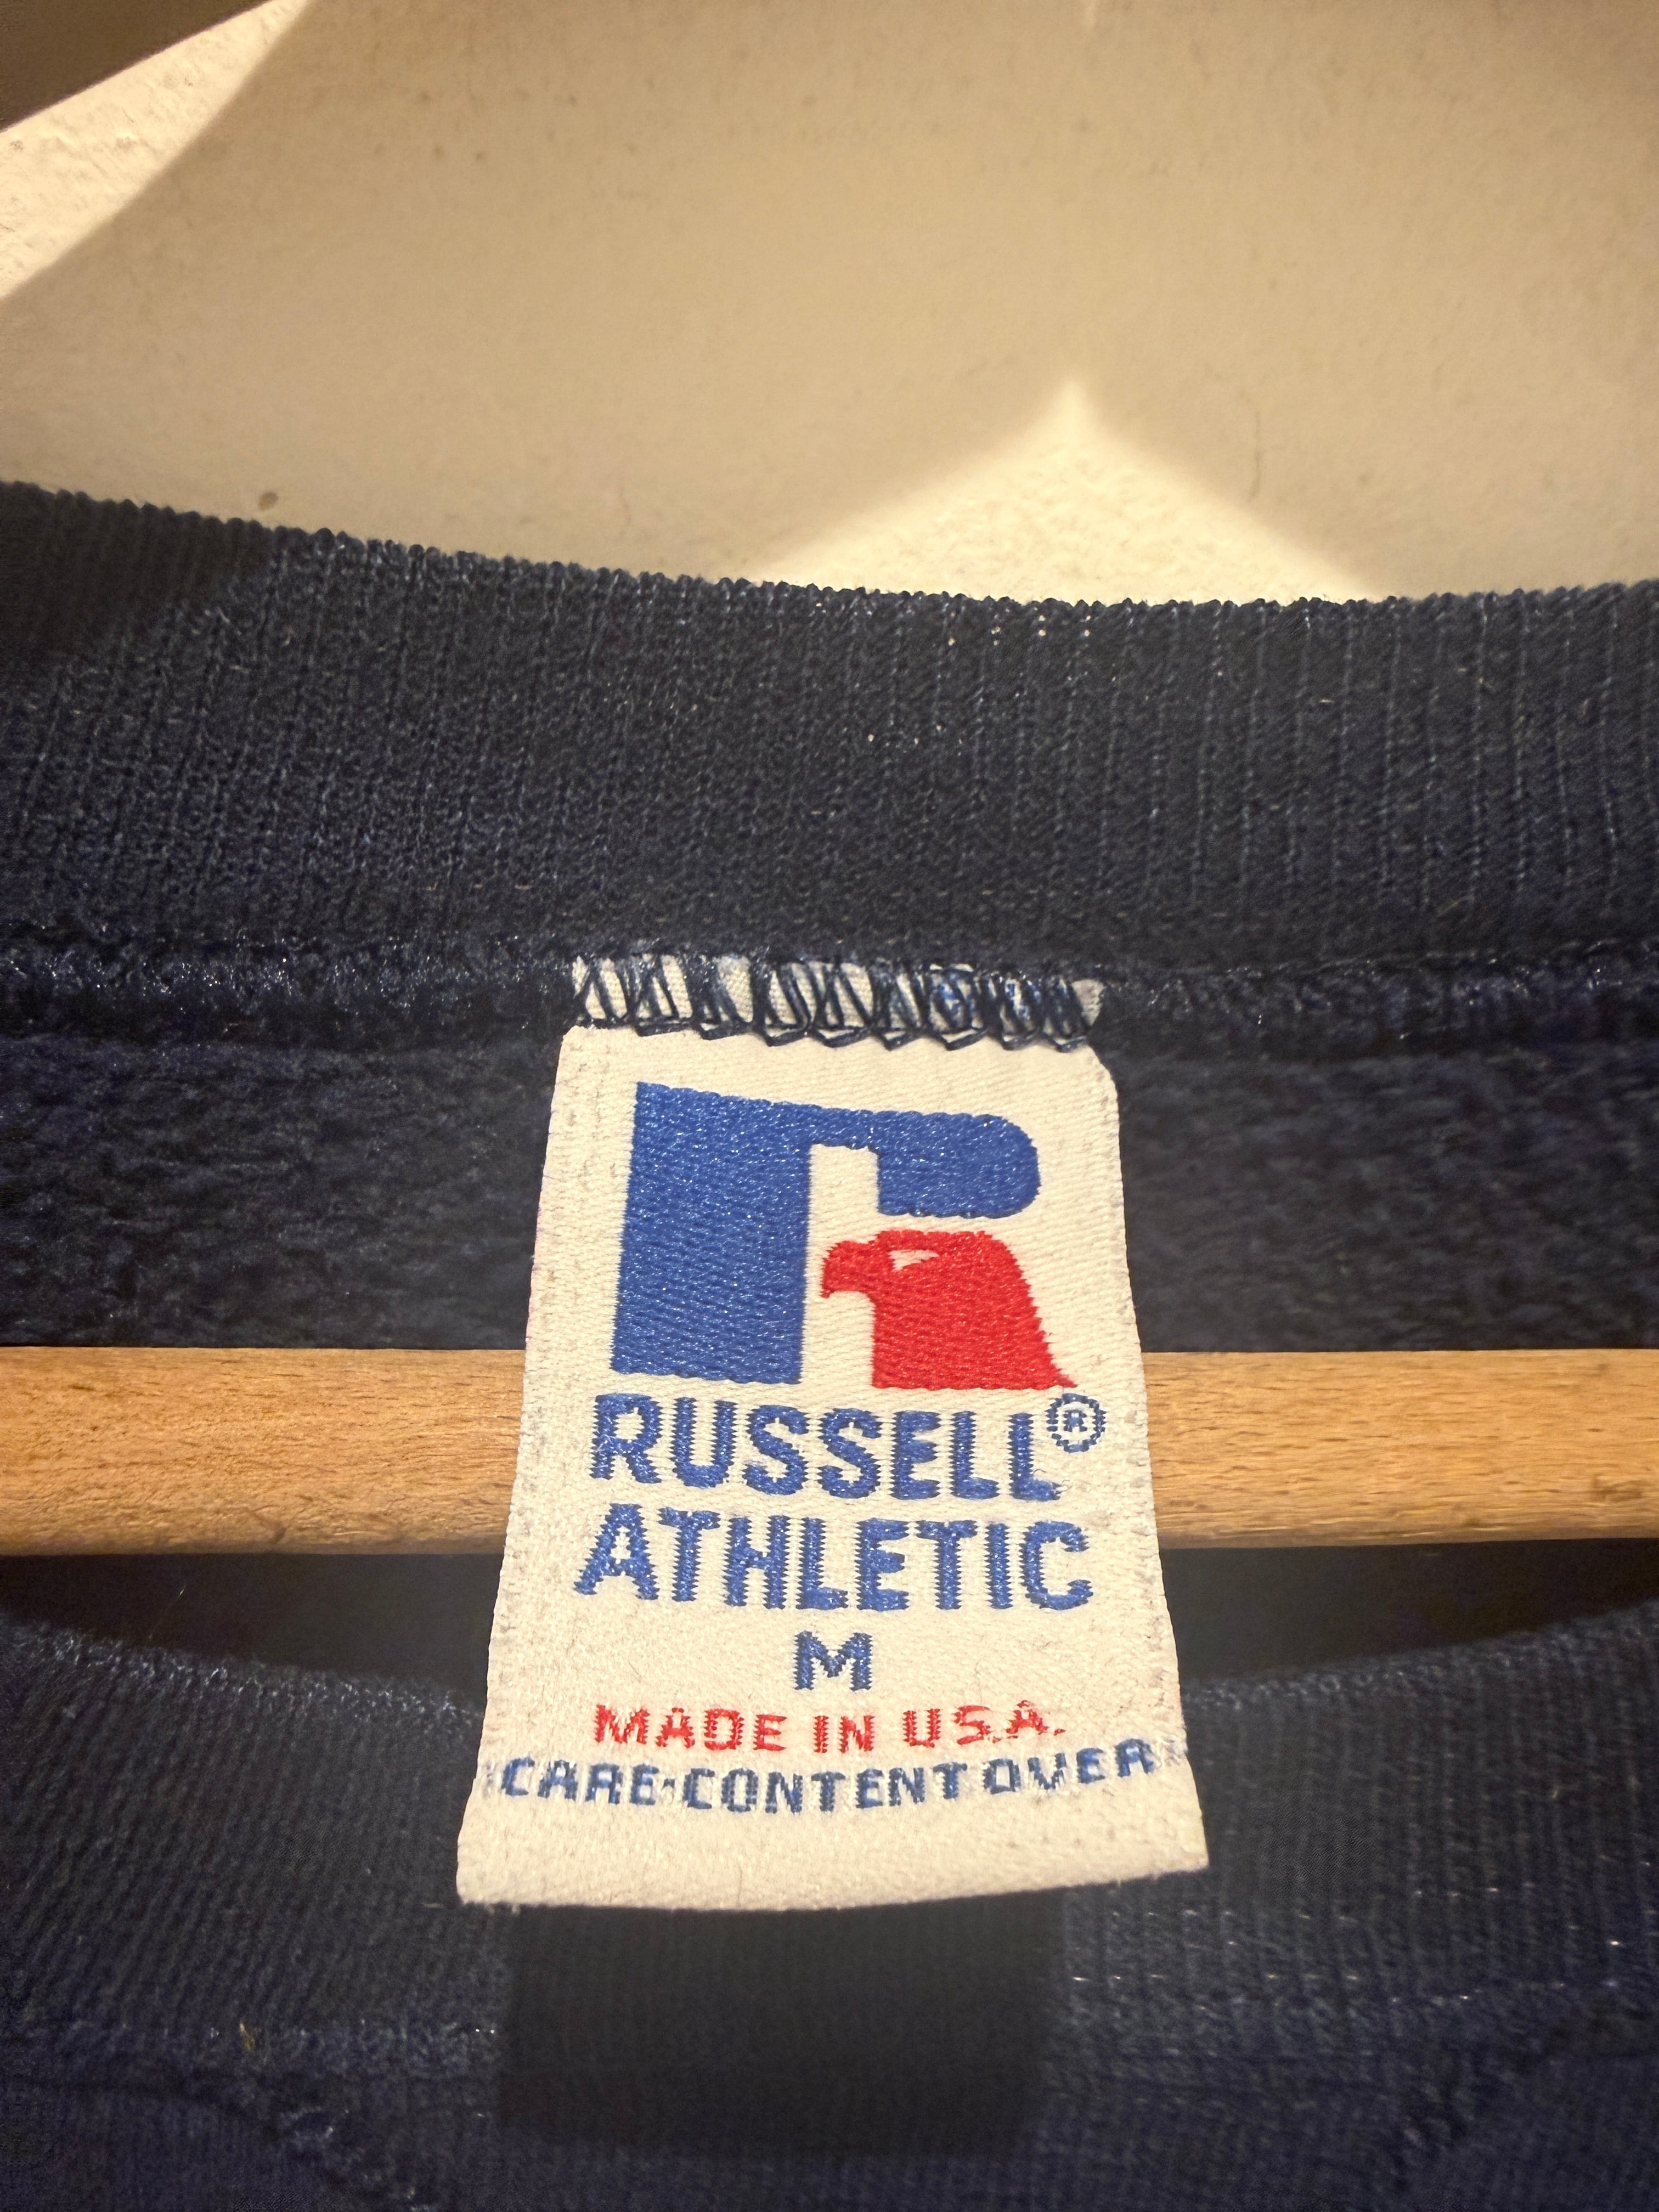 RUSSELL®
ATHLETIC
M
MADE IN U.S.A.
CARE•CONTENT OVER